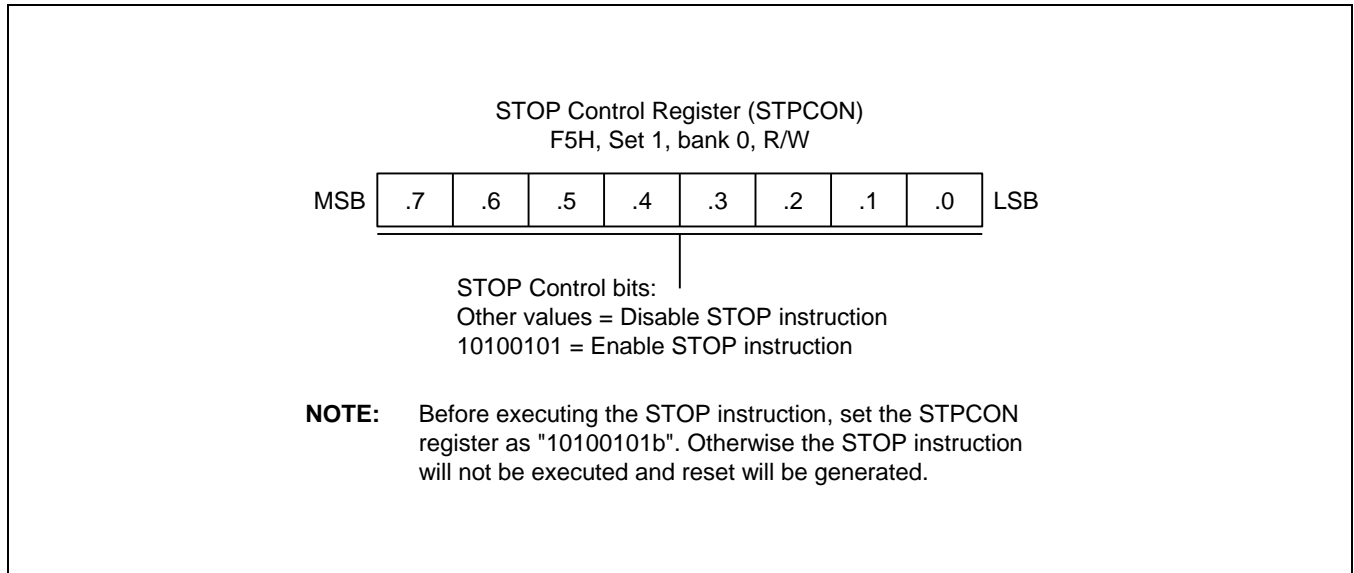 STOP Control Register (STPCON)
F5H, Set 1, bank 0, R/W
MSB .7 .6 .5 .4 .3 .2 .1 .0 LSB
STOP Control bits:
Other values = Disable STOP instruction
10100101 = Enable STOP instruction
NOTE: Before executing the STOP instruction, set the STPCON
register as "10100101b". Otherwise the STOP instruction
will not be executed and reset will be generated.